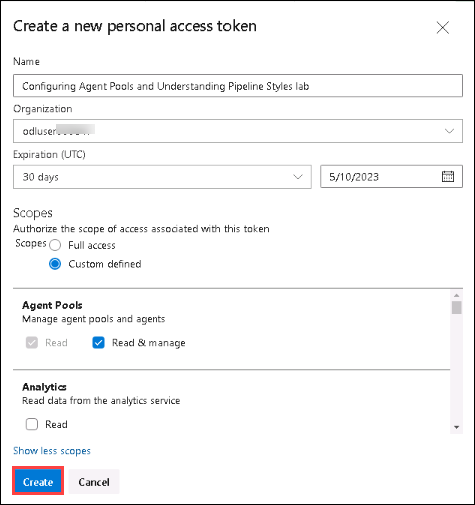 Create a new personal access token
Name
Configuring Agent Pools and Understanding Pipeline Styles lab
Organization
odluser
Expiration (UTC)
30 days
5/10/2023
Scopes
Authorize the scope of access associated with this token
Scopes Full access
Custom defined
Agent Pools
Manage agent pools and agents
Read Read & manage
Analytics
Read data from the analytics service
Read
Show less scopes
Create Cancel